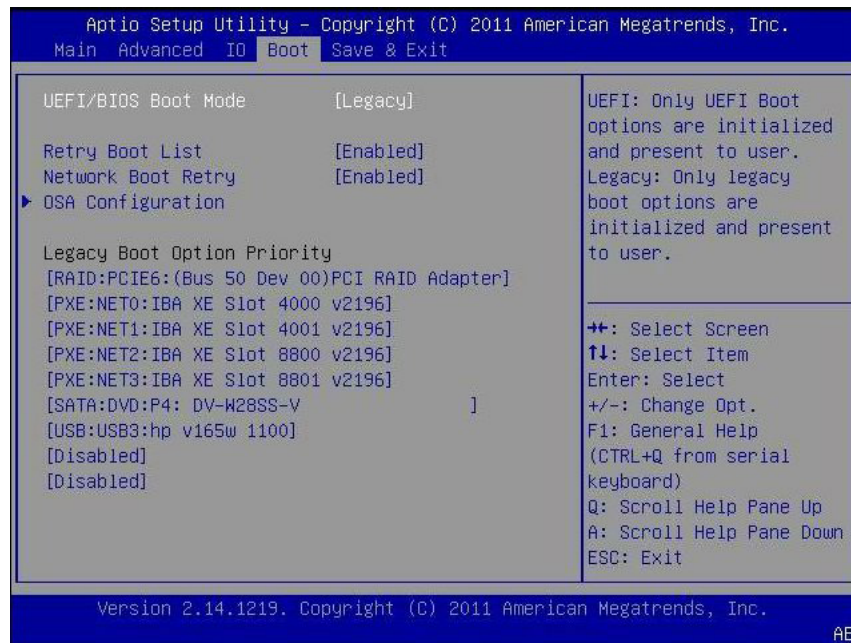 Aptio Setup Utility – Copyright (C) 2011 American Megatrends, Inc.
Main Advanced IO Boot Save & Exit
UEFI/BIOS Boot Mode [Legacy]
Retry Boot List [Enabled]
Network Boot Retry [Enabled]
OSA Configuration
Legacy Boot Option Priority
[RAID:PCIE6:(Bus 50 Dev 00)PCI RAID Adapter]
[PXE:NET0:IBA XE Slot 4000 v2196]
[PXE:NET1:IBA XE Slot 4001 v2196]
[PXE:NET2:IBA XE Slot 8800 v2196]
[PXE:NET3:IBA XE Slot 8801 v2196]
[SATA:DVD:P4: DV-W28SS-V ]
[USB:USB3:hp v165w 1100]
[Disabled]
[Disabled]
UEFI: Only UEFI Boot
options are initialized
and present to user.
Legacy: Only legacy
boot options are
initialized and present
to user.
→←: Select Screen
↑↓: Select Item
Enter: Select
+/-: Change Opt.
F1: General Help
(CTRL+Q from serial
keyboard)
Q: Scroll Help Pane Up
A: Scroll Help Pane Down
ESC: Exit
Version 2.14.1219. Copyright (C) 2011 American Megatrends, Inc.